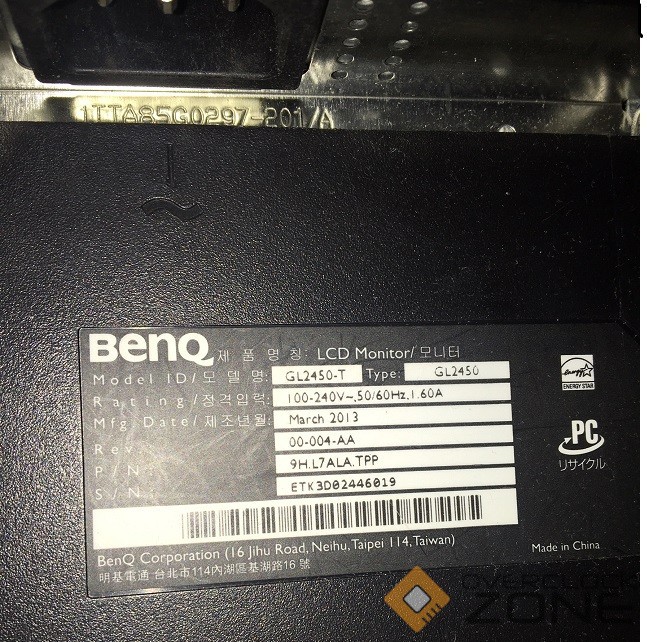 1TTA85G0297-201/A
BenQ 제 품 명 칭: LCD Monitor/모니터
Model ID/모 델 명: GL2450-T Type: GL2450
Rating/정격입력: 100-240V~,50/60Hz,1.60A
Mfg Date/제조년월: March 2013
Rev. 00-004-AA
P/N 9H.L7ALA.TPP
S/N ETK3D02446019
ENERGY STAR
PC
リサイクル
BenQ Corporation (16 Jihu Road, Neihu, Taipei 114, Taiwan)
明基電通 台北市114內湖區基湖路16號
Made in China
OVERCLOCK
ZONE